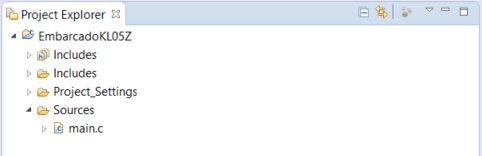 Project Explorer
EmbarcadoKL05Z
Includes
Includes
Project_Settings
Sources
main.c